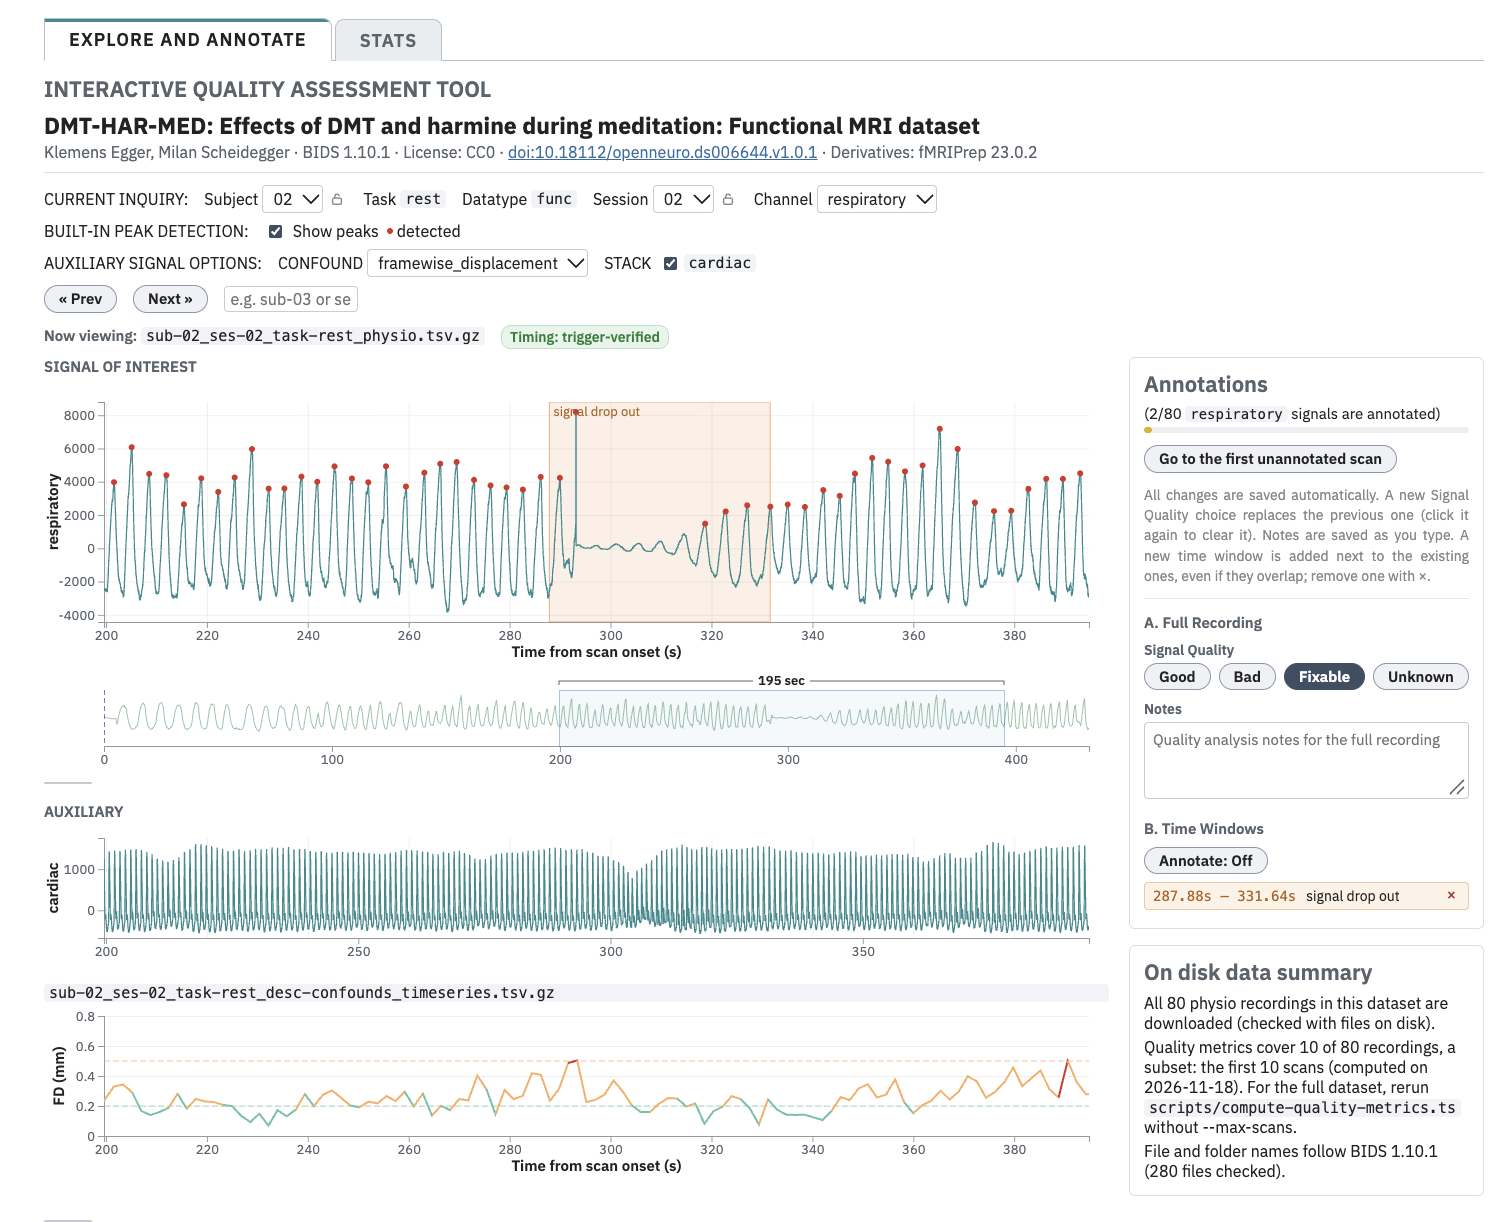 EXPLORE AND ANNOTATE
STATS
INTERACTIVE QUALITY ASSESSMENT TOOL
DMT-HAR-MED: Effects of DMT and harmine during meditation: Functional MRI dataset
Klemens Egger, Milan Scheidegger · BIDS 1.10.1 · License: CC0 · doi:10.18112/openneuro.ds006644.v1.0.1 · Derivatives: fMRIPrep 23.0.2
CURRENT INQUIRY: Subject 02 Task rest Datatype func Session 02 Channel respiratory
BUILT-IN PEAK DETECTION: Show peaks • detected
AUXILIARY SIGNAL OPTIONS: CONFOUND framewise_displacement STACK cardiac
« Prev Next » e.g. sub-03 or se
Now viewing: sub-02_ses-02_task-rest_physio.tsv.gz Timing: trigger-verified
SIGNAL OF INTEREST
signal drop out
respiratory
8000
6000
4000
2000
0
-2000
-4000
200 220 240 260 280 300 320 340 360 380
Time from scan onset (s)
195 sec
0 100 200 300 400
AUXILIARY
cardiac
1000
0
200 250 300 350
sub-02_ses-02_task-rest_desc-confounds_timeseries.tsv.gz
FD (mm)
0.8
0.6
0.4
0.2
0
200 220 240 260 280 300 320 340 360 380
Time from scan onset (s)
Annotations
(2/80 respiratory signals are annotated)
Go to the first unannotated scan
All changes are saved automatically. A new Signal
Quality choice replaces the previous one (click it
again to clear it). Notes are saved as you type. A
new time window is added next to the existing
ones, even if they overlap; remove one with ×.
A. Full Recording
Signal Quality
Good Bad Fixable Unknown
Notes
Quality analysis notes for the full recording
B. Time Windows
Annotate: Off
287.88s – 331.64s signal drop out ×
On disk data summary
All 80 physio recordings in this dataset are
downloaded (checked with files on disk).
Quality metrics cover 10 of 80 recordings, a
subset: the first 10 scans (computed on
2026-11-18). For the full dataset, rerun
scripts/compute-quality-metrics.ts
without --max-scans.
File and folder names follow BIDS 1.10.1
(280 files checked).